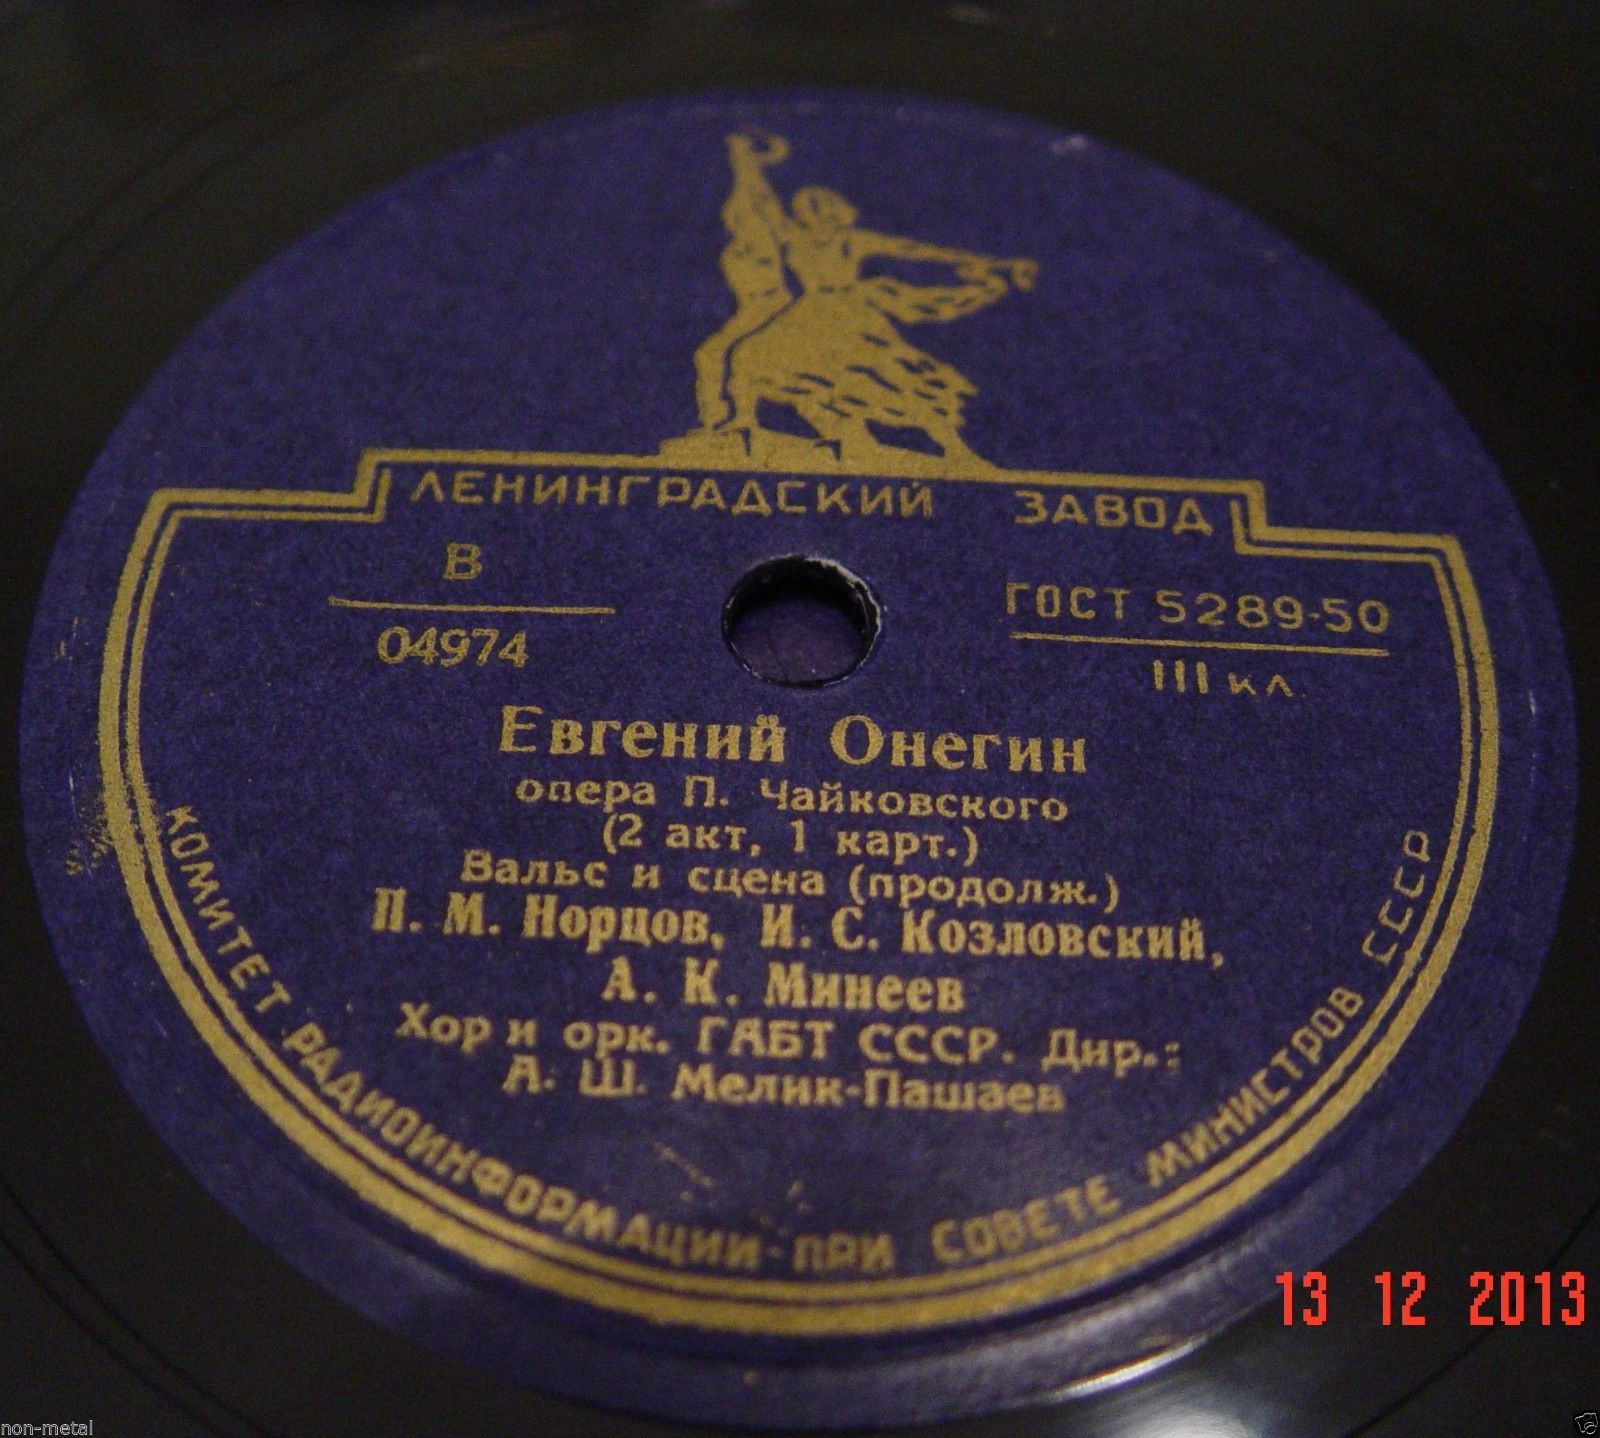 ЛЕНИНГРАДСКИЙ ЗАВОД
В
04974
ГОСТ 5289-50
III кл.
Евгений Онегин
опера П. Чайковского
(2 акт, 1 карт.)
Вальс и сцена (продолж.)
П. М. Норцов, И. С. Козловский,
А. К. Минеев
Хор и орк. ГАБТ СССР. Дир.:
А. Ш. Мелик-Пашаев
КОМИТЕТ РАДИОИНФОРМАЦИИ - ПРИ СОВЕТЕ МИНИСТРОВ СССР
13 12 2013
non-metal